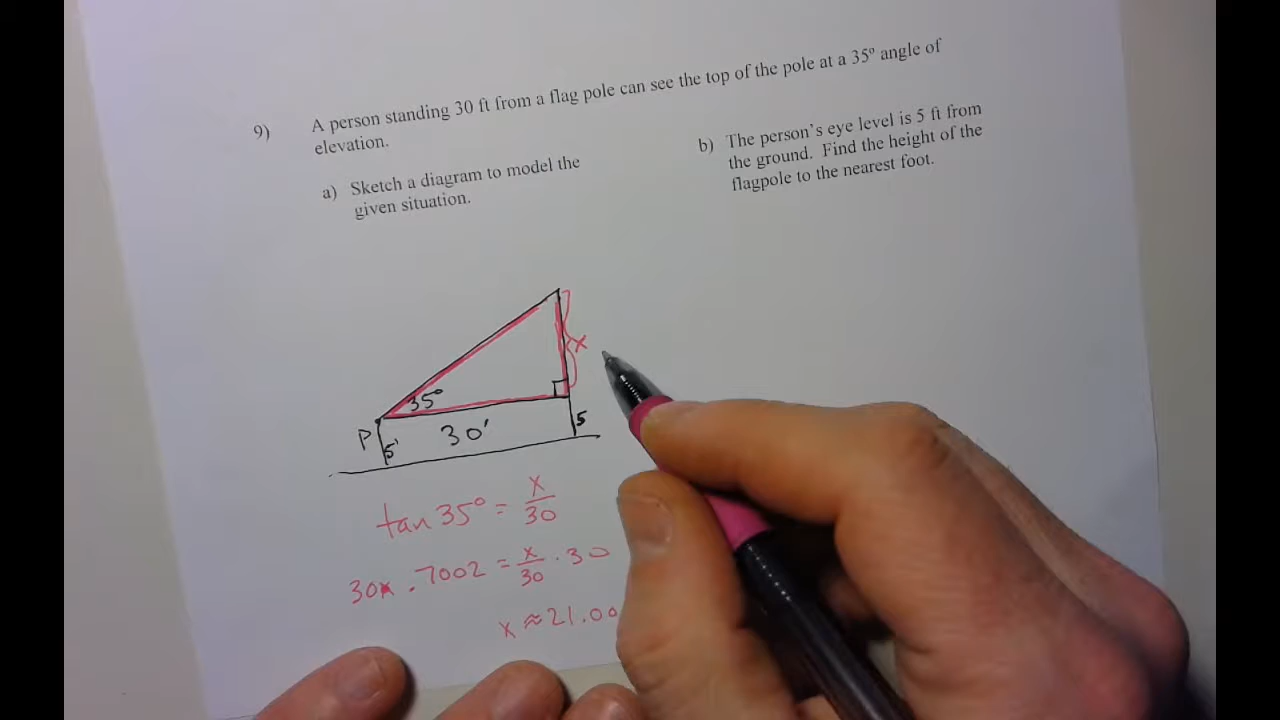 9) A person standing 30 ft from a flag pole can see the top of the pole at a 35° angle of
elevation.
a) Sketch a diagram to model the
given situation.
b) The person's eye level is 5 ft from
the ground. Find the height of the
flagpole to the nearest foot.
x
35°
P
5'
30'
5
tan 35° = x/30
30 · .7002 = x/30 · 30
x ≈ 21.00